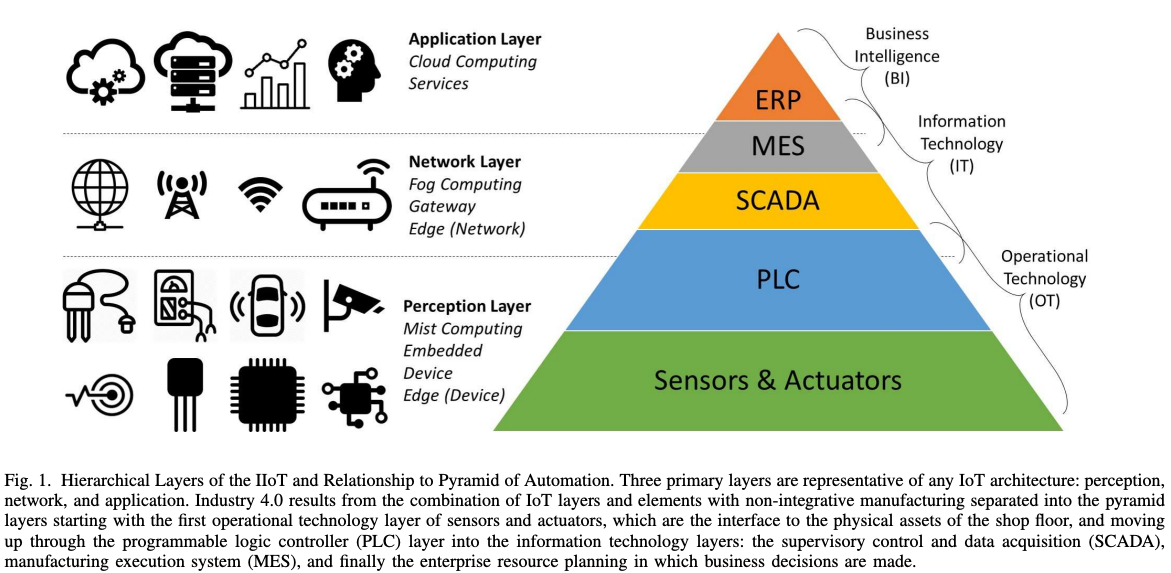 Application Layer
Cloud Computing
Services
Network Layer
Fog Computing
Gateway
Edge (Network)
Perception Layer
Mist Computing
Embedded
Device
Edge (Device)
ERP
MES
SCADA
PLC
Sensors & Actuators
Business
Intelligence
(BI)
Information
Technology
(IT)
Operational
Technology
(OT)
Fig. 1. Hierarchical Layers of the IIoT and Relationship to Pyramid of Automation. Three primary layers are representative of any IoT architecture: perception,
network, and application. Industry 4.0 results from the combination of IoT layers and elements with non-integrative manufacturing separated into the pyramid
layers starting with the first operational technology layer of sensors and actuators, which are the interface to the physical assets of the shop floor, and moving
up through the programmable logic controller (PLC) layer into the information technology layers: the supervisory control and data acquisition (SCADA),
manufacturing execution system (MES), and finally the enterprise resource planning in which business decisions are made.